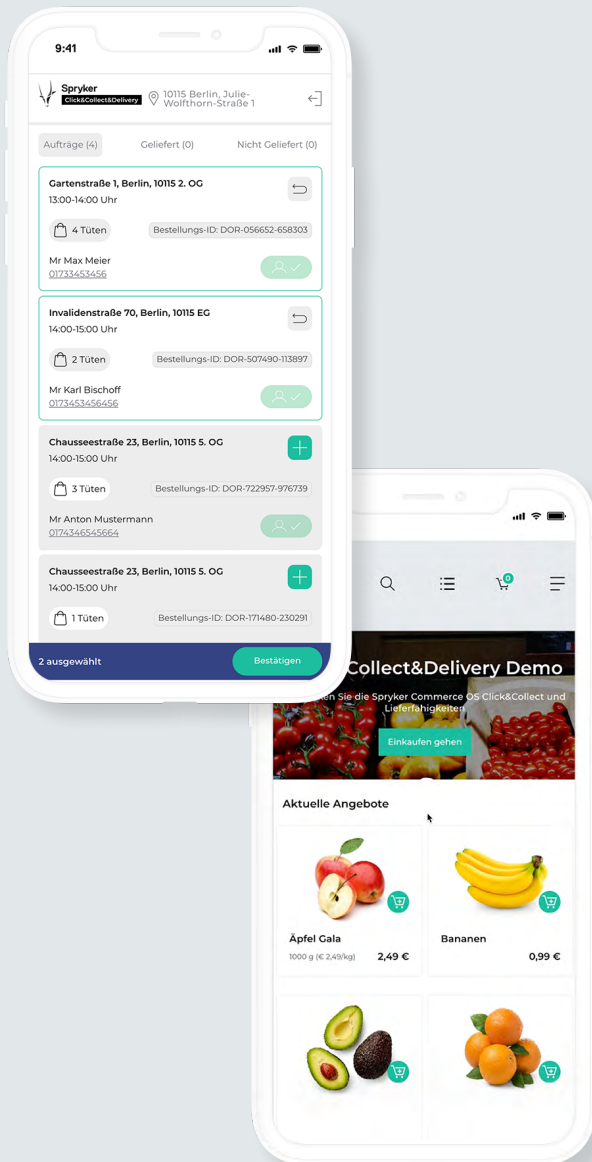 9:41
Spryker
Click&Collect&Delivery
10115 Berlin, Julie-
Wolfthorn-Straße 1
Aufträge (4)
Geliefert (0)
Nicht Geliefert (0)
Gartenstraße 1, Berlin, 10115 2. OG
13:00-14:00 Uhr
4 Tüten
Bestellungs-ID: DOR-056652-658303
Mr Max Meier
01733453456
Invalidenstraße 70, Berlin, 10115 EG
14:00-15:00 Uhr
2 Tüten
Bestellungs-ID: DOR-507490-113897
Mr Karl Bischoff
0173453456456
Chausseestraße 23, Berlin, 10115 5. OG
14:00-15:00 Uhr
3 Tüten
Bestellungs-ID: DOR-722957-976739
Mr Anton Mustermann
0174346545664
Chausseestraße 23, Berlin, 10115 5. OG
14:00-15:00 Uhr
1 Tüten
Bestellungs-ID: DOR-171480-230291
2 ausgewählt
Bestätigen
0
Collect&Delivery Demo
Sie die Spryker Commerce OS Click&Collect und
Lieferfähigkeiten
Einkaufen gehen
Aktuelle Angebote
Äpfel Gala
1000 g (€ 2,49/kg)
2,49 €
Bananen
0,99 €